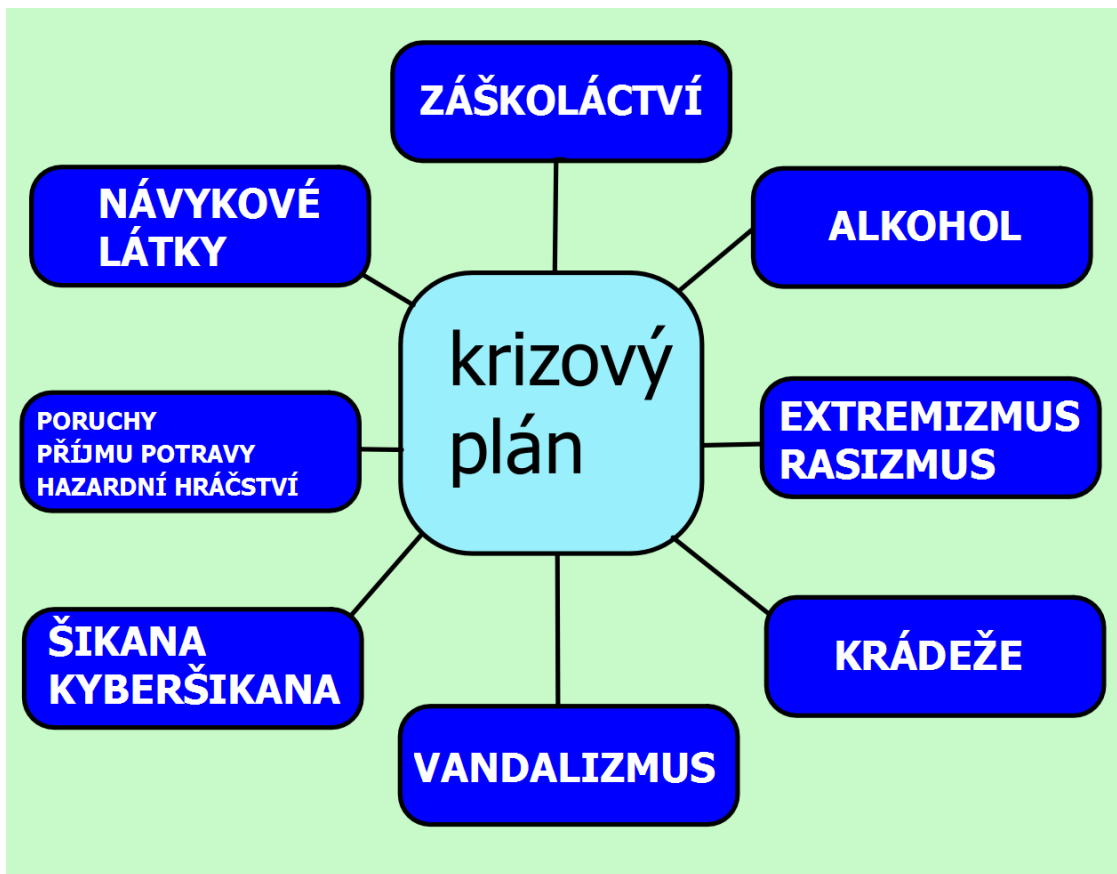 ZÁŠKOLÁCTVÍ
NÁVYKOVÉ
LÁTKY
ALKOHOL
krizový
plán
PORUCHY
PŘÍJMU POTRAVY
HAZARDNÍ HRÁČSTVÍ
EXTREMIZMUS
RASIZMUS
ŠIKANA
KYBERŠIKANA
KRÁDEŽE
VANDALIZMUS